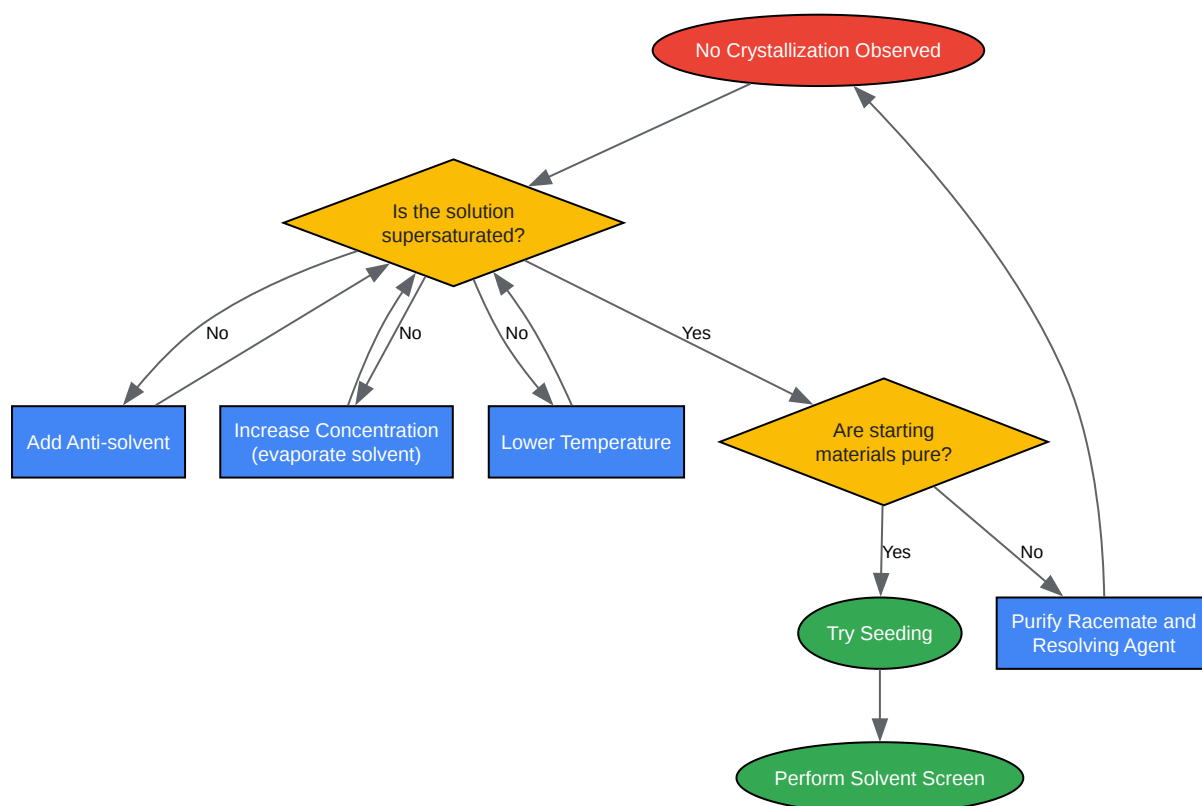 No Crystallization Observed
Is the solution
supersaturated?
No
No
No
Yes
Add Anti-solvent
Increase Concentration
(evaporate solvent)
Lower Temperature
Are starting
materials pure?
Yes
No
Try Seeding
Purify Racemate and
Resolving Agent
Perform Solvent Screen